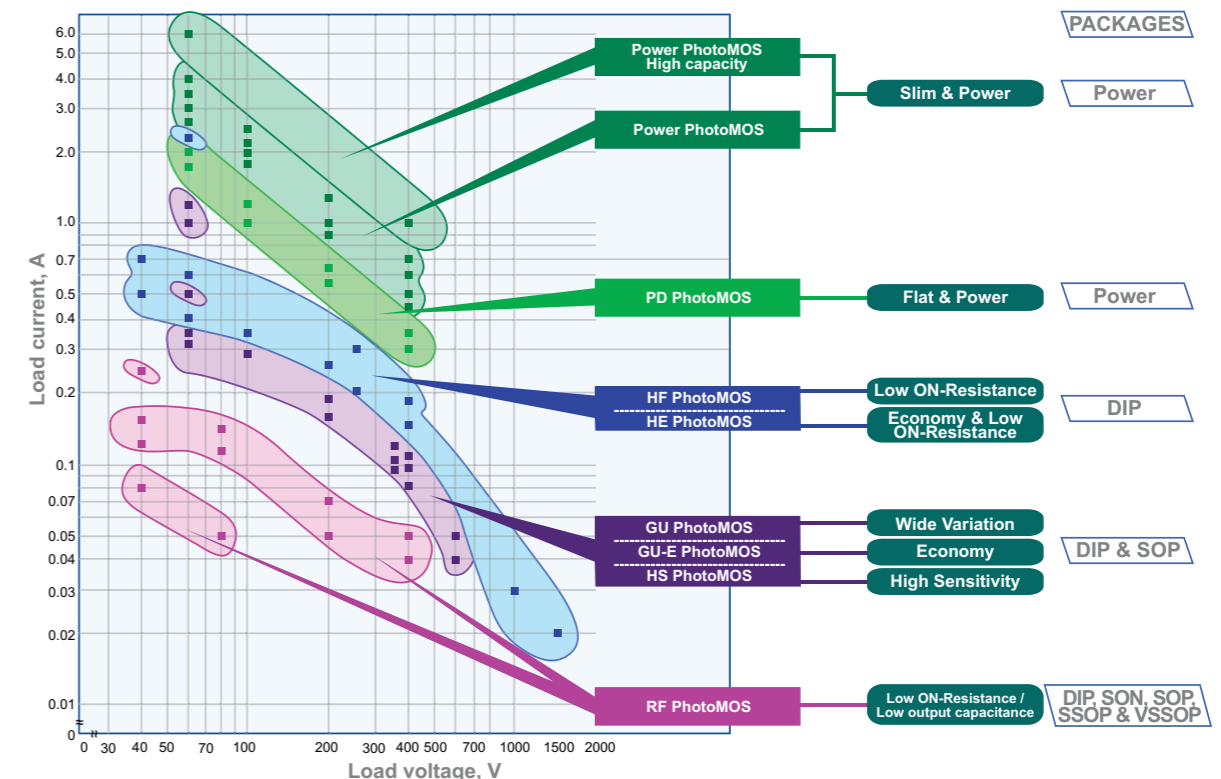 PACKAGES
Power PhotoMOS
High capacity
Slim & Power
Power
Power PhotoMOS
PD PhotoMOS
Flat & Power
Power
HF PhotoMOS
HE PhotoMOS
Low ON-Resistance
Economy & Low
ON-Resistance
DIP
GU PhotoMOS
GU-E PhotoMOS
HS PhotoMOS
Wide Variation
Economy
High Sensitivity
DIP & SOP
RF PhotoMOS
Low ON-Resistance /
Low output capacitance
DIP, SON, SOP,
SSOP & VSSOP
Load current, A
6.0
5.0
4.0
3.0
2.0
1.0
0.7
0.5
0.4
0.3
0.2
0.1
0.07
0.05
0.04
0.03
0.02
0.01
0
0 30 40 50 70 100 200 300 400 500 700 1000 1500 2000
Load voltage, V